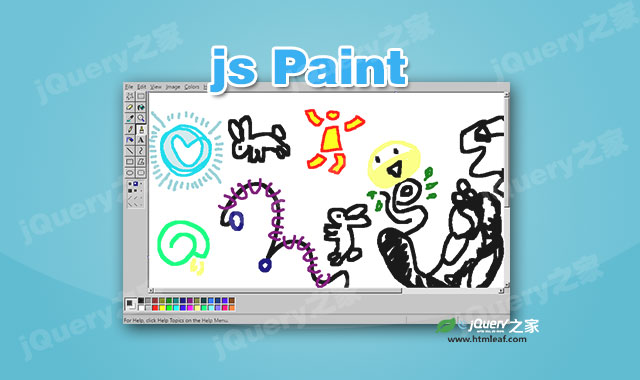 js Paint
File Edit View Image Colors
For Help, click Help Topics on the Help Menu.
jQuery之家
www.htmleaf.com
jQuery之家
jQuery之家
jQuery之家
jQuery之家
jQuery之家
jQuery之家